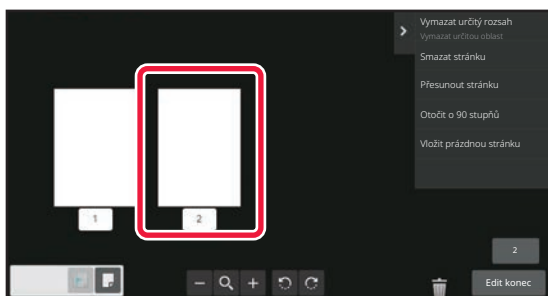 Vymazat určitý rozsah
Vymazat určitou oblast
Smazat stránku
Přesunout stránku
Otočit o 90 stupňů
Vložit prázdnou stránku
1
2
2
Edit konec